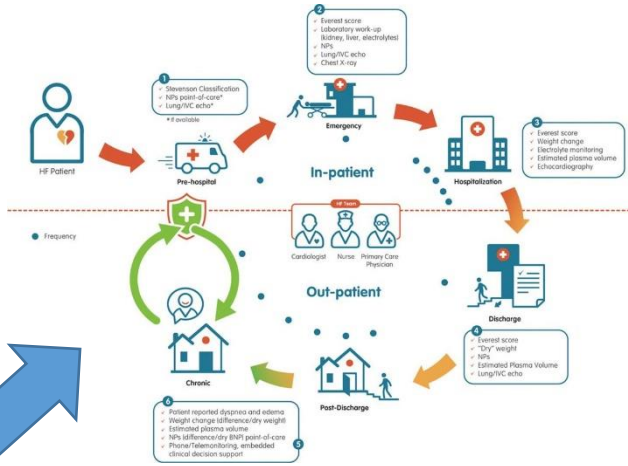 2
Everest score
Laboratory work-up
(kidney, liver, electrolytes)
NPs
Lung/IVC echo
Chest X-ray
1
Stevenson Classification
NPs point-of-care*
Lung/IVC echo*
* If available
HF Patient
Pre-hospital
Emergency
In-patient
Hospitalization
3
Everest score
Weight change
Electrolyte monitoring
Estimated plasma volume
Echocardiography
Frequency
HF Team
Cardiologist
Nurse
Primary Care
Physician
Out-patient
Discharge
4
Everest score
"Dry" weight
NPs
Estimated Plasma Volume
Lung/IVC echo
Chronic
Post-Discharge
6
Patient reported dyspnea and edema
Weight change (difference/dry weight)
Estimated plasma volume
NPs (difference/dry BNP) point-of-care
Phone/Telemonitoring, embedded
clinical decision support
5